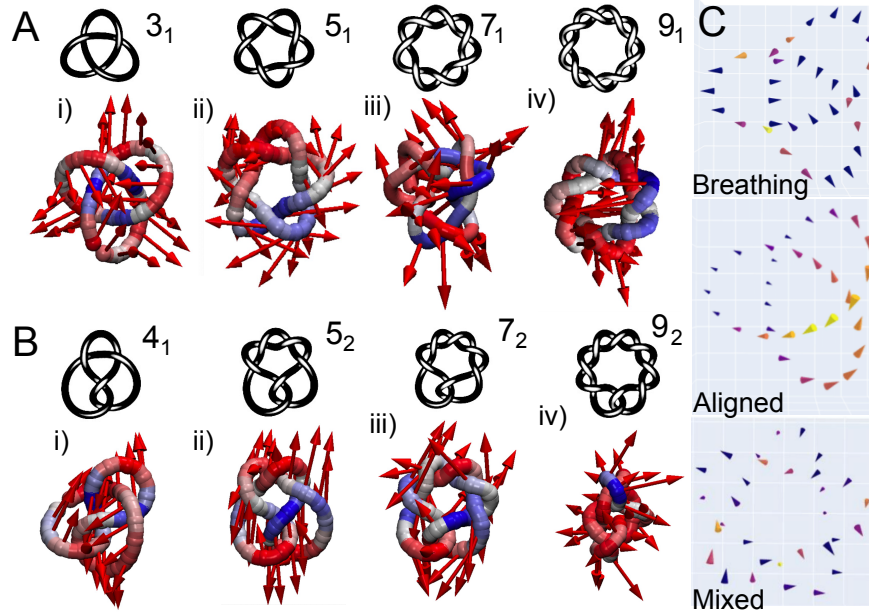 A
3₁
5₁
7₁
9₁
i)
ii)
iii)
iv)
B
4₁
5₂
7₂
9₂
i)
ii)
iii)
iv)
C
Breathing
Aligned
Mixed